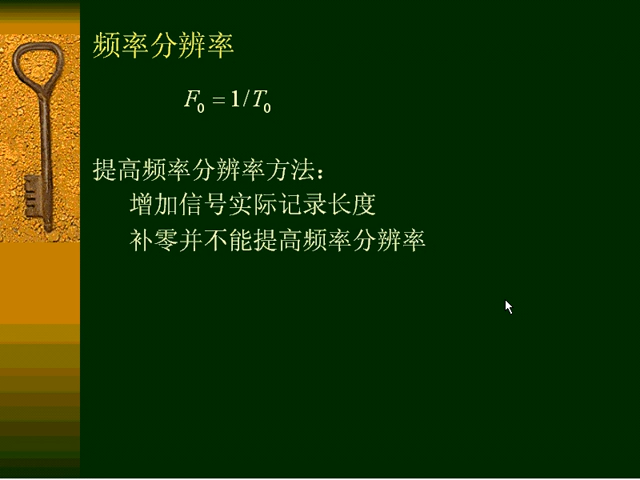 频率分辨率
F₀ = 1/T₀
提高频率分辨率方法：
增加信号实际记录长度
补零并不能提高频率分辨率